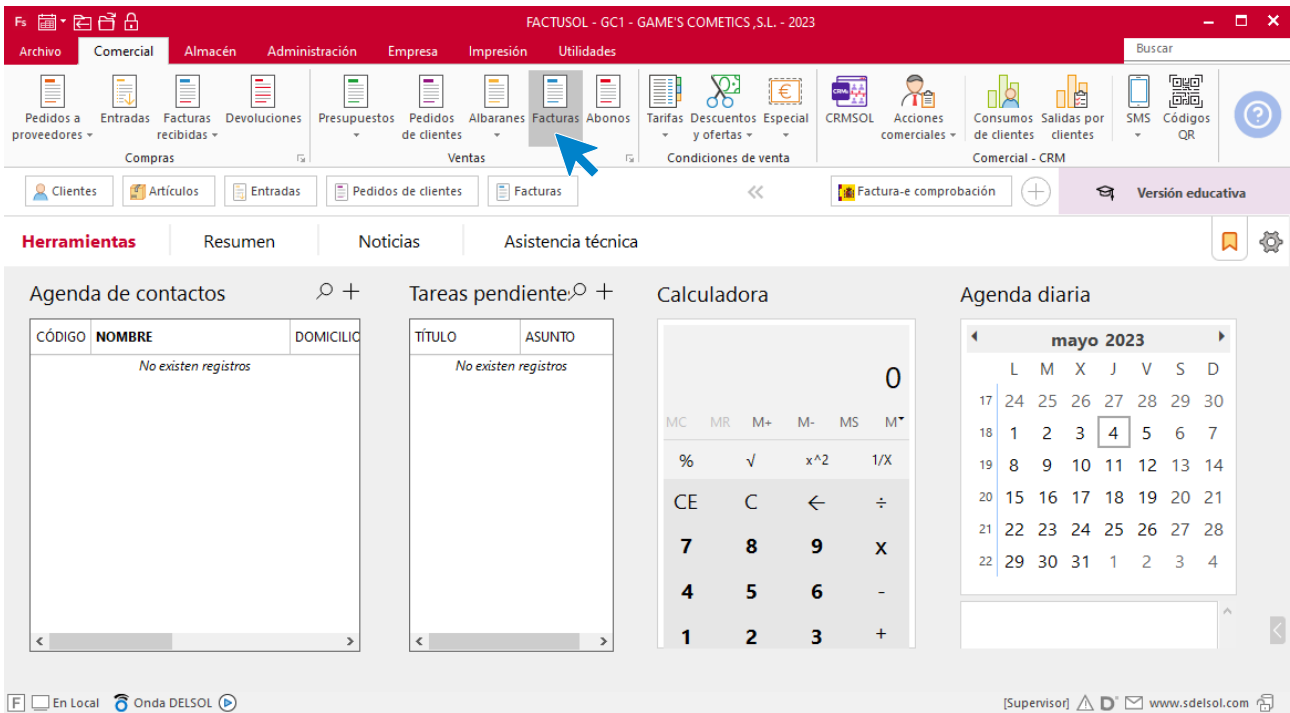 Fs
FACTUSOL - GC1 - GAME'S COMETICS ,S.L. - 2023
Archivo Comercial Almacén Administración Empresa Impresión Utilidades Buscar
Pedidos a proveedores Entradas Facturas recibidas Devoluciones Presupuestos Pedidos de clientes Albaranes Facturas Abonos Tarifas Descuentos y ofertas Especial CRMSOL Acciones comerciales Consumos de clientes Salidas por clientes SMS Códigos QR
Compras Ventas Condiciones de venta Comercial - CRM
Clientes Artículos Entradas Pedidos de clientes Facturas Factura-e comprobación Versión educativa
Herramientas Resumen Noticias Asistencia técnica
Agenda de contactos
CÓDIGO NOMBRE DOMICILIO
No existen registros
Tareas pendiente
TÍTULO ASUNTO
No existen registros
Calculadora
0
MC MR M+ M- MS M
% √ x^2 1/X
CE C ← ÷
7 8 9 x
4 5 6 -
1 2 3 +
Agenda diaria
mayo 2023
L M X J V S D
17 24 25 26 27 28 29 30
18 1 2 3 4 5 6 7
19 8 9 10 11 12 13 14
20 15 16 17 18 19 20 21
21 22 23 24 25 26 27 28
22 29 30 31 1 2 3 4
F En Local Onda DELSOL [Supervisor] D www.sdelsol.com